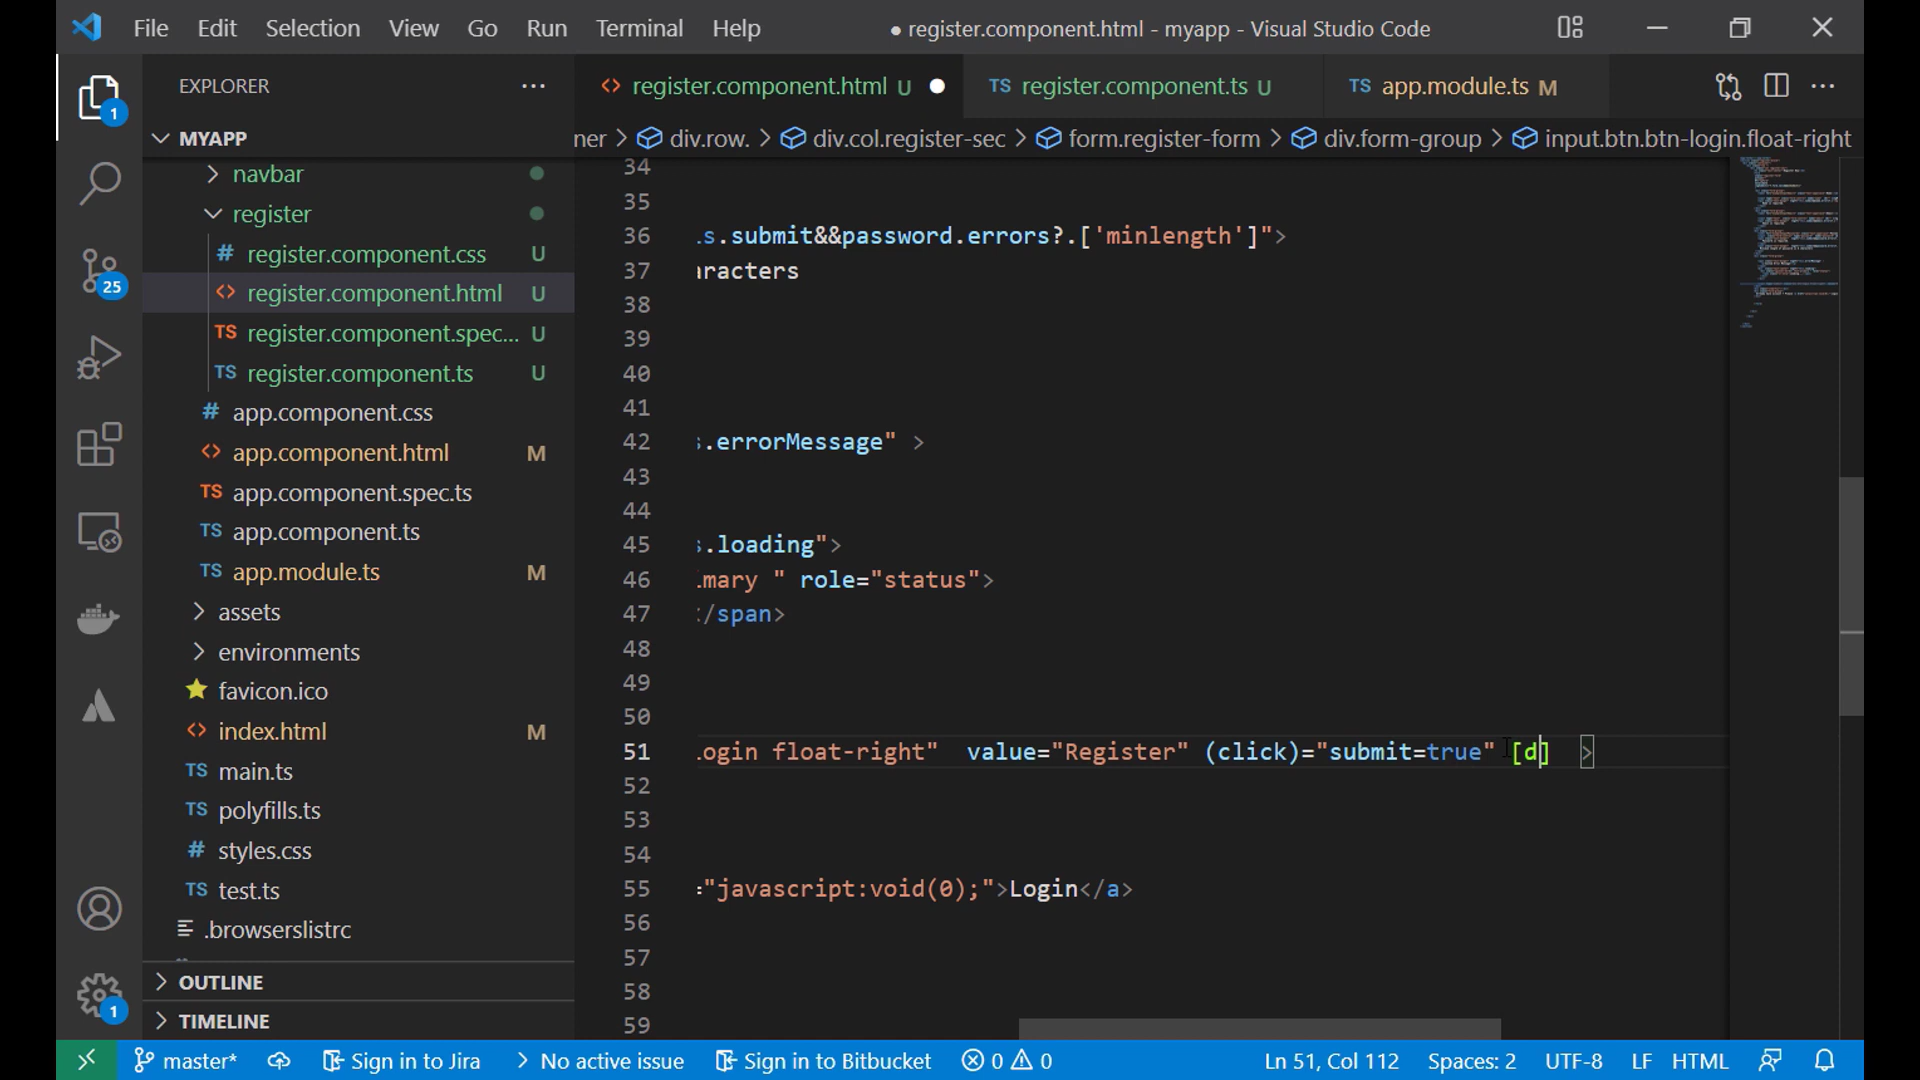 File Edit Selection View Go Run Terminal Help ● register.component.html - myapp - Visual Studio Code
EXPLORER ...
register.component.html U
TS register.component.ts U
TS app.module.ts M
ner > div.row. > div.col.register-sec > form.register-form > div.form-group > input.btn.btn-login.float-right
MYAPP
navbar
register
# register.component.css U
<> register.component.html U
TS register.component.spec... U
TS register.component.ts U
# app.component.css
<> app.component.html M
TS app.component.spec.ts
TS app.component.ts
TS app.module.ts M
assets
environments
favicon.ico
<> index.html M
TS main.ts
TS polyfills.ts
# styles.css
TS test.ts
.browserslistrc
OUTLINE
TIMELINE
1
25
1
34
35
36 .s.submit&&password.errors?.['minlength']">
37 aracters
38
39
40
41
42 s.errorMessage" >
43
44
45 s.loading">
46 .mary " role="status">
47 </span>
48
49
50
51 .ogin float-right"  value="Register" (click)="submit=true" [d]  >
52
53
54
55 ="javascript:void(0);">Login</a>
56
57
58
59
master* Sign in to Jira No active issue Sign in to Bitbucket 0 0 Ln 51, Col 112 Spaces: 2 UTF-8 LF HTML